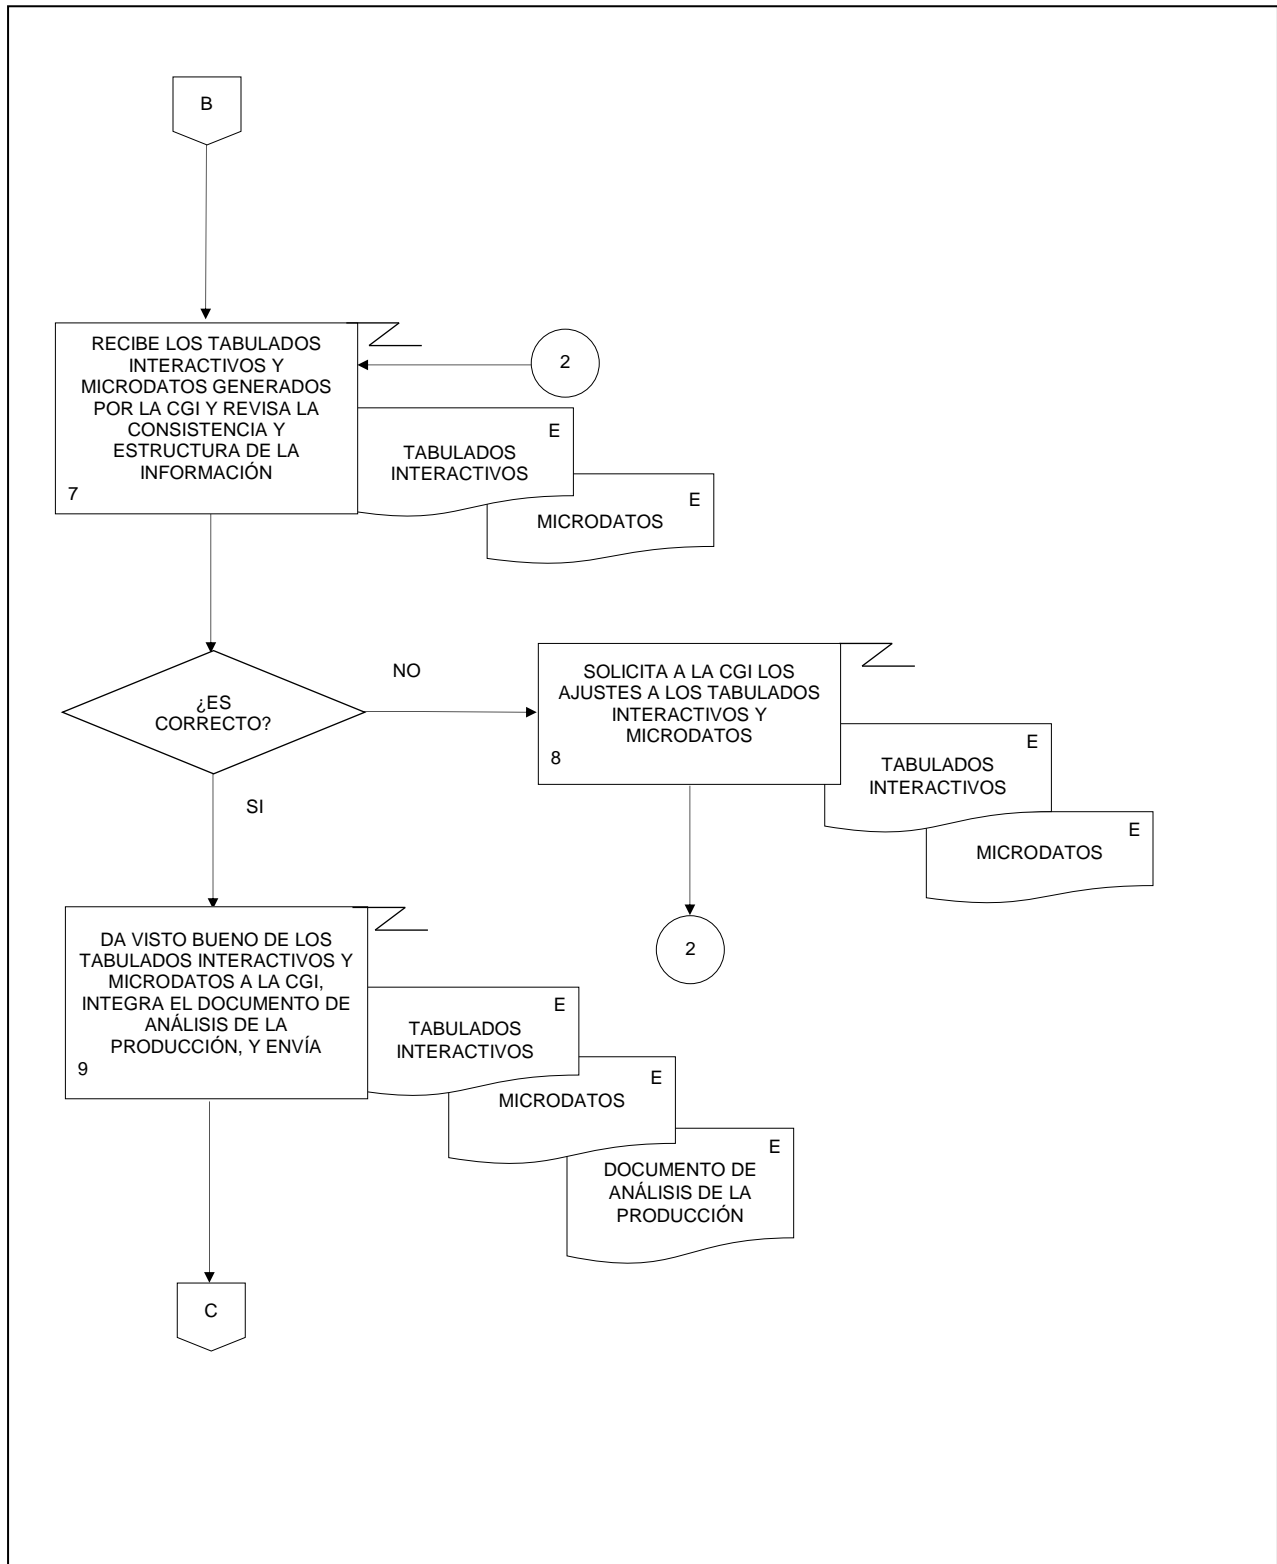 B
RECIBE LOS TABULADOS
INTERACTIVOS Y
MICRODATOS GENERADOS
POR LA CGI Y REVISA LA
CONSISTENCIA Y
ESTRUCTURA DE LA
INFORMACIÓN
7
2
E
TABULADOS
INTERACTIVOS
E
MICRODATOS
¿ES
CORRECTO?
NO
SI
SOLICITA A LA CGI LOS
AJUSTES A LOS TABULADOS
INTERACTIVOS Y
MICRODATOS
8
E
TABULADOS
INTERACTIVOS
E
MICRODATOS
2
DA VISTO BUENO DE LOS
TABULADOS INTERACTIVOS Y
MICRODATOS A LA CGI,
INTEGRA EL DOCUMENTO DE
ANÁLISIS DE LA
PRODUCCIÓN, Y ENVÍA
9
E
TABULADOS
INTERACTIVOS
E
MICRODATOS
E
DOCUMENTO DE
ANÁLISIS DE LA
PRODUCCIÓN
C